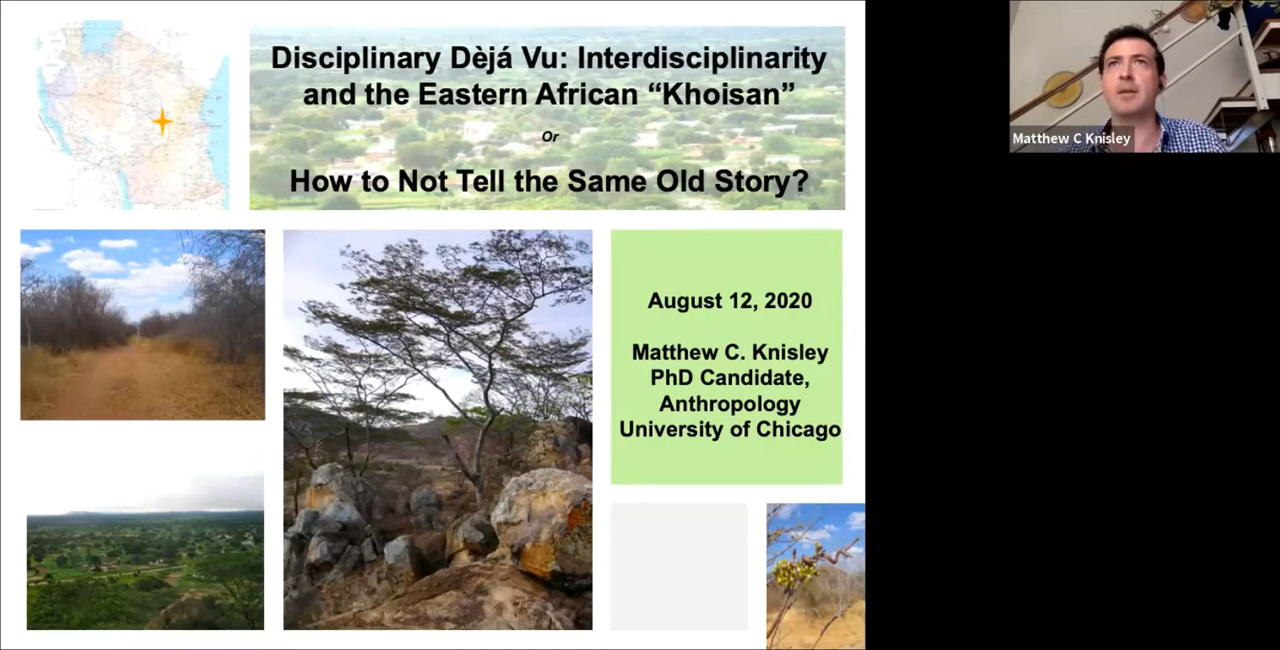 Disciplinary Dèjá Vu: Interdisciplinarity
and the Eastern African “Khoisan”
Or
How to Not Tell the Same Old Story?
August 12, 2020
Matthew C. Knisley
PhD Candidate,
Anthropology
University of Chicago
Matthew C Knisley